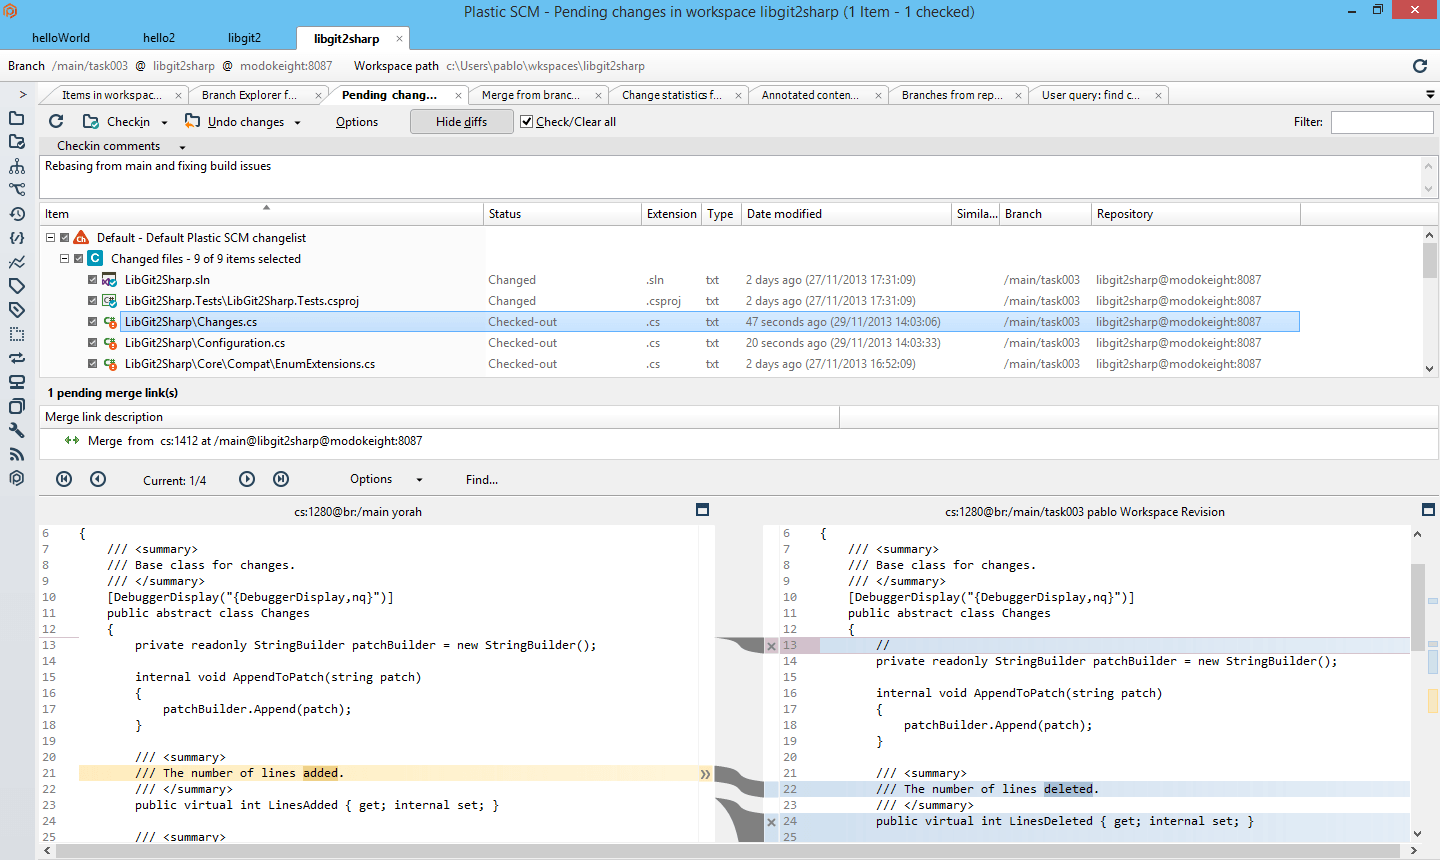 Plastic SCM - Pending changes in workspace libgit2sharp (1 Item - 1 checked)
helloWorld hello2 libgit2 libgit2sharp ×
Branch /main/task003 @ libgit2sharp @ modokeight:8087 Workspace path c:\Users\pablo\wkspaces\libgit2sharp
Items in workspac... × Branch Explorer f... × Pending chang... × Merge from branc... × Change statistics f... × Annotated conten... × Branches from rep... × User query: find c... ×
Checkin Undo changes Options Hide diffs Check/Clear all Filter:
Checkin comments
Rebasing from main and fixing build issues
Item Status Extension Type Date modified Simila... Branch Repository
Default - Default Plastic SCM changelist
Changed files - 9 of 9 items selected
LibGit2Sharp.sln Changed .sln txt 2 days ago (27/11/2013 17:31:09) /main/task003 libgit2sharp@modokeight:8087
LibGit2Sharp.Tests\LibGit2Sharp.Tests.csproj Changed .csproj txt 2 days ago (27/11/2013 17:31:09) /main/task003 libgit2sharp@modokeight:8087
LibGit2Sharp\Changes.cs Checked-out .cs txt 47 seconds ago (29/11/2013 14:03:06) /main/task003 libgit2sharp@modokeight:8087
LibGit2Sharp\Configuration.cs Checked-out .cs txt 20 seconds ago (29/11/2013 14:03:33) /main/task003 libgit2sharp@modokeight:8087
LibGit2Sharp\Core\Compat\EnumExtensions.cs Checked-out .cs txt 2 days ago (27/11/2013 16:52:09) /main/task003 libgit2sharp@modokeight:8087
1 pending merge link(s)
Merge link description
Merge from cs:1412 at /main@libgit2sharp@modokeight:8087
Current: 1/4 Options Find...
cs:1280@br:/main yorah
6 {
7 /// <summary>
8 /// Base class for changes.
9 /// </summary>
10 [DebuggerDisplay("{DebuggerDisplay,nq}")]
11 public abstract class Changes
12 {
13 private readonly StringBuilder patchBuilder = new StringBuilder();
14
15 internal void AppendToPatch(string patch)
16 {
17 patchBuilder.Append(patch);
18 }
19
20 /// <summary>
21 /// The number of lines added.
22 /// </summary>
23 public virtual int LinesAdded { get; internal set; }
24
25 /// <summary>
cs:1280@br:/main/task003 pablo Workspace Revision
6 {
7 /// <summary>
8 /// Base class for changes.
9 /// </summary>
10 [DebuggerDisplay("{DebuggerDisplay,nq}")]
11 public abstract class Changes
12 {
13 //
14 private readonly StringBuilder patchBuilder = new StringBuilder();
15
16 internal void AppendToPatch(string patch)
17 {
18 patchBuilder.Append(patch);
19 }
20
21 /// <summary>
22 /// The number of lines deleted.
23 /// </summary>
24 public virtual int LinesDeleted { get; internal set; }
25